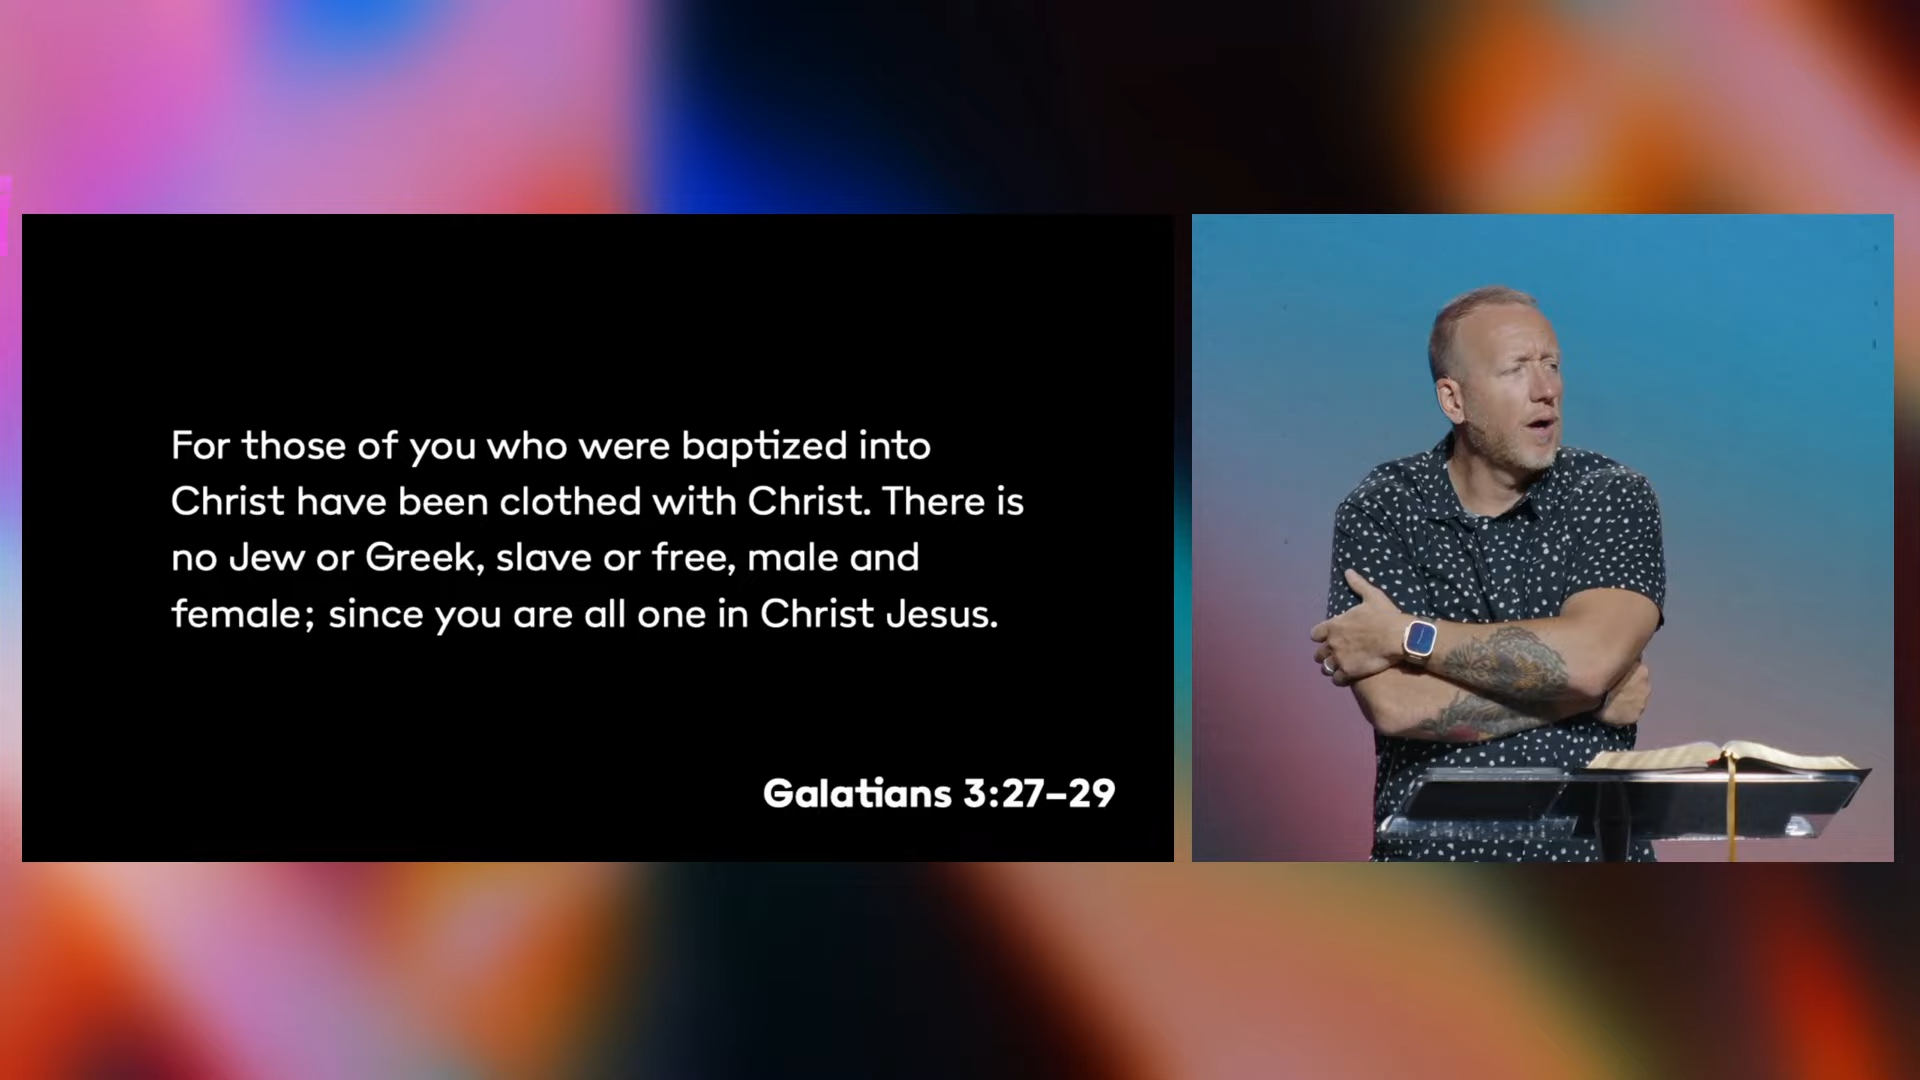 For those of you who were baptized into
Christ have been clothed with Christ. There is
no Jew or Greek, slave or free, male and
female; since you are all one in Christ Jesus.
Galatians 3:27–29